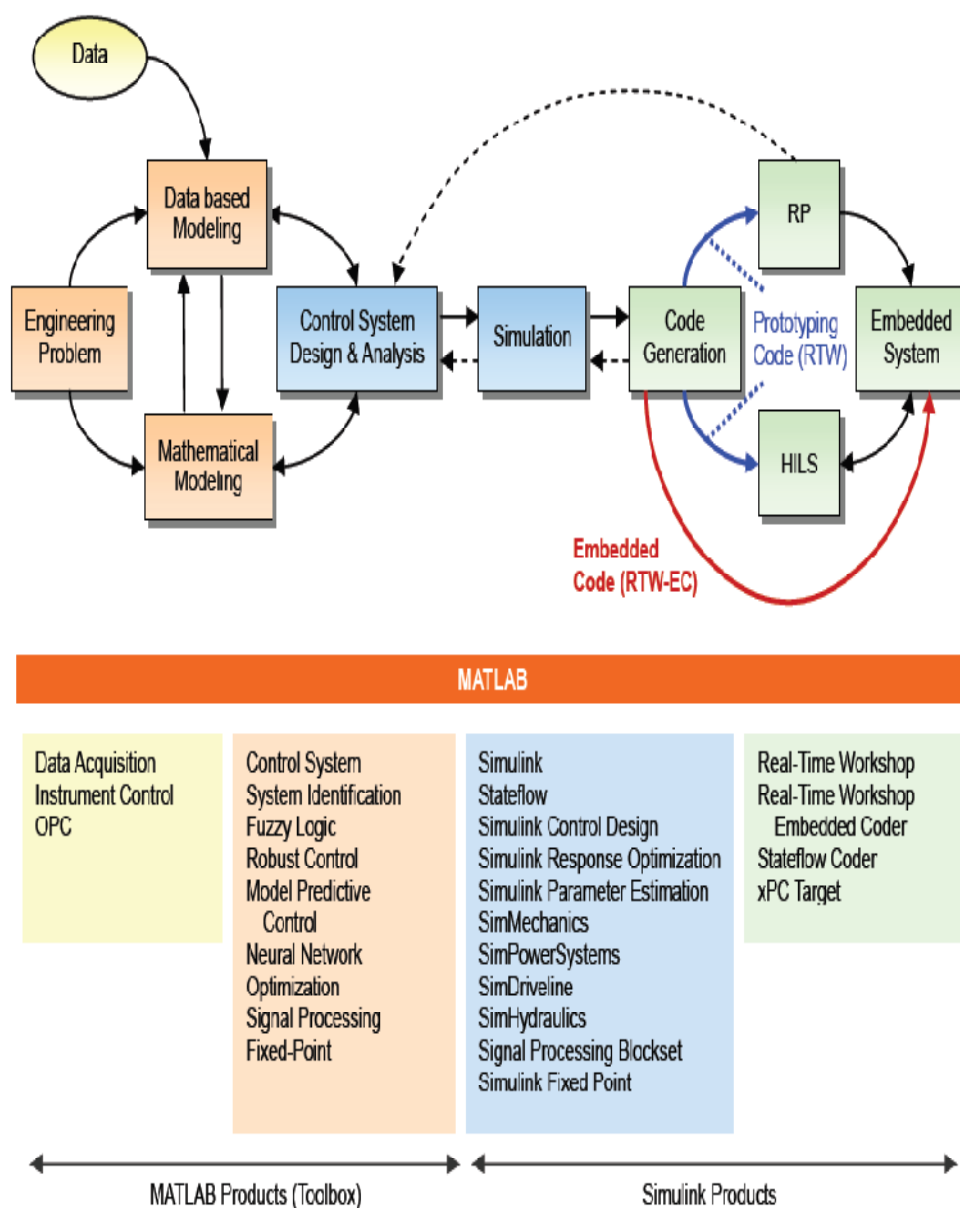 Data
Data based
Modeling
RP
Engineering
Problem
Control System
Design & Analysis
Simulation
Code
Generation
Prototyping
Code (RTW)
Embedded
System
Mathematical
Modeling
HILS
Embedded
Code (RTW-EC)
MATLAB
Data Acquisition
Instrument Control
OPC
Control System
System Identification
Fuzzy Logic
Robust Control
Model Predictive
Control
Neural Network
Optimization
Signal Processing
Fixed-Point
Simulink
Stateflow
Simulink Control Design
Simulink Response Optimization
Simulink Parameter Estimation
SimMechanics
SimPowerSystems
SimDriveline
SimHydraulics
Signal Processing Blockset
Simulink Fixed Point
Real-Time Workshop
Real-Time Workshop
Embedded Coder
Stateflow Coder
xPC Target
MATLAB Products (Toolbox)
Simulink Products